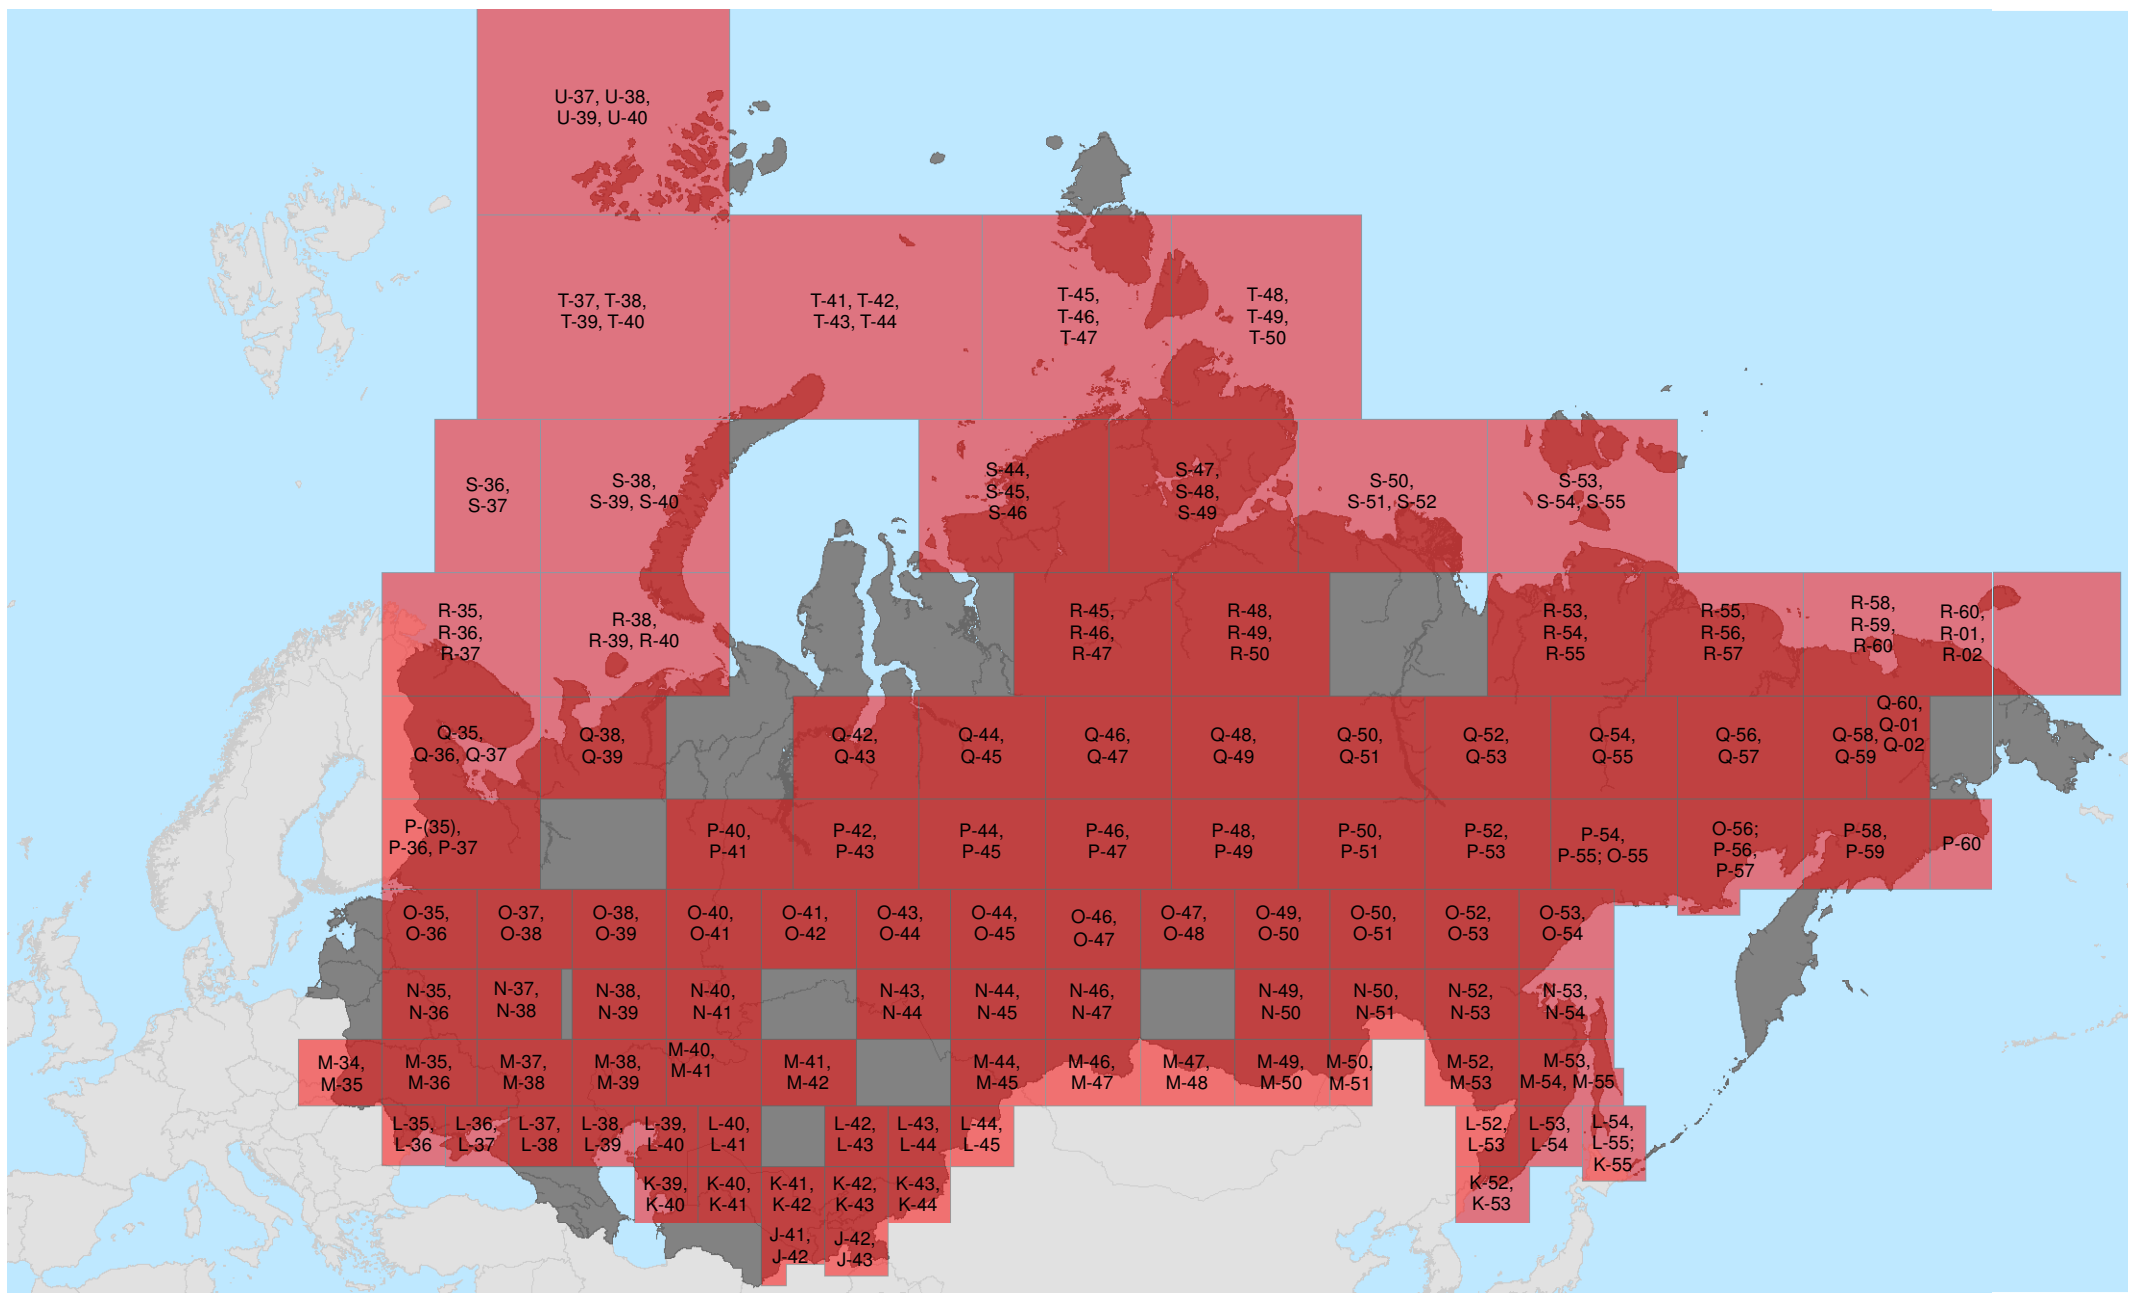 U-37, U-38,
U-39, U-40
T-37, T-38,
T-39, T-40
T-41, T-42,
T-43, T-44
T-45,
T-46,
T-47
T-48,
T-49,
T-50
S-36,
S-37
S-38,
S-39, S-40
S-44,
S-45,
S-46
S-47,
S-48,
S-49
S-50,
S-51, S-52
S-53,
S-54, S-55
R-35,
R-36,
R-37
R-38,
R-39, R-40
R-45,
R-46,
R-47
R-48,
R-49,
R-50
R-53,
R-54,
R-55
R-55,
R-56,
R-57
R-58,
R-59,
R-60
R-60,
R-01,
R-02
Q-35,
Q-36, Q-37
Q-38,
Q-39
Q-42,
Q-43
Q-44,
Q-45
Q-46,
Q-47
Q-48,
Q-49
Q-50,
Q-51
Q-52,
Q-53
Q-54,
Q-55
Q-56,
Q-57
Q-58,
Q-59
Q-60,
Q-01
Q-02
P-(35),
P-36, P-37
P-40,
P-41
P-42,
P-43
P-44,
P-45
P-46,
P-47
P-48,
P-49
P-50,
P-51
P-52,
P-53
P-54,
P-55; O-55
O-56;
P-56,
P-57
P-58,
P-59
P-60
O-35,
O-36
O-37,
O-38
O-38,
O-39
O-40,
O-41
O-41,
O-42
O-43,
O-44
O-44,
O-45
O-46,
O-47
O-47,
O-48
O-49,
O-50
O-50,
O-51
O-52,
O-53
O-53,
O-54
N-35,
N-36
N-37,
N-38
N-38,
N-39
N-40,
N-41
N-43,
N-44
N-44,
N-45
N-46,
N-47
N-49,
N-50
N-50,
N-51
N-52,
N-53
N-53,
N-54
M-34,
M-35
M-35,
M-36
M-37,
M-38
M-38,
M-39
M-40,
M-41
M-41,
M-42
M-44,
M-45
M-46,
M-47
M-47,
M-48
M-49,
M-50
M-50,
M-51
M-52,
M-53
M-53,
M-54, M-55
L-35,
L-36
L-36,
L-37
L-37,
L-38
L-38,
L-39
L-39,
L-40
L-40,
L-41
L-42,
L-43
L-43,
L-44
L-44,
L-45
L-52,
L-53
L-53,
L-54
L-54,
L-55;
K-55
K-39,
K-40
K-40,
K-41
K-41,
K-42
K-42,
K-43
K-43,
K-44
K-52,
K-53
J-41,
J-42
J-42,
J-43